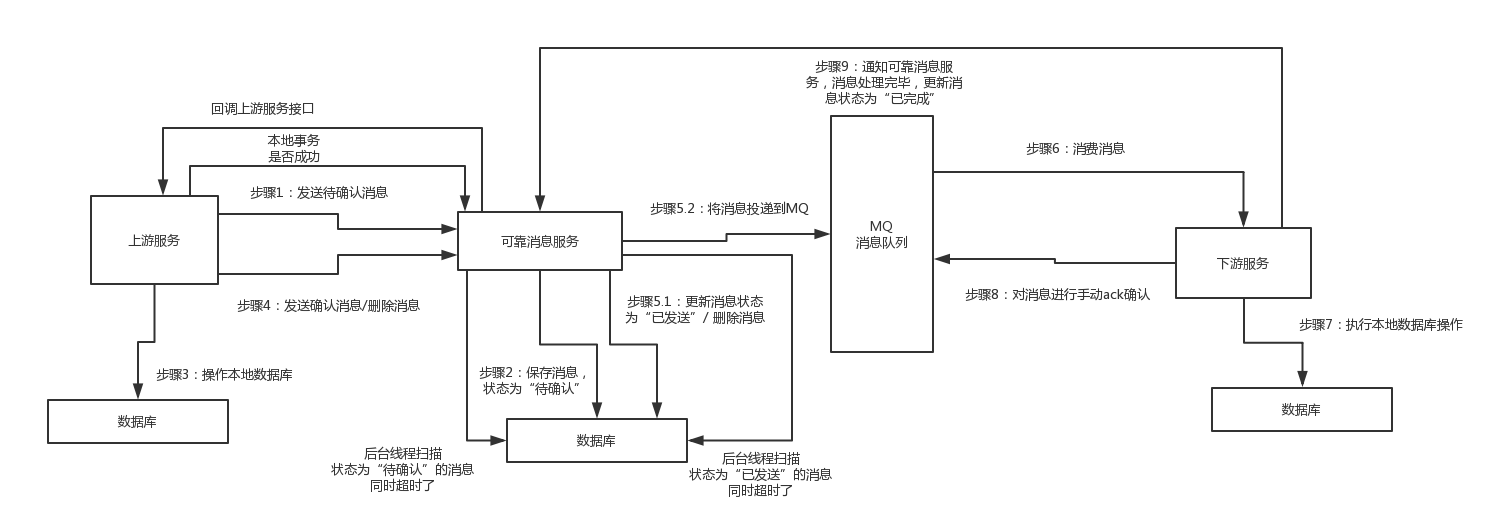 步骤9：通知可靠消息服
务，消息处理完毕，更新消
息状态为“已完成”
回调上游服务接口
本地事务
是否成功
步骤6：消费消息
步骤1：发送待确认消息
步骤5.2：将消息投递到MQ
上游服务
可靠消息服务
MQ
消息队列
下游服务
步骤8：对消息进行手动ack确认
步骤4：发送确认消息/删除消息
步骤5.1：更新消息状态
为“已发送”/ 删除消息
步骤7：执行本地数据库操作
步骤3：操作本地数据库
步骤2：保存消息，
状态为“待确认”
数据库
数据库
数据库
后台线程扫描
状态为“待确认”的消息
同时超时了
后台线程扫描
状态为“已发送”的消息
同时超时了